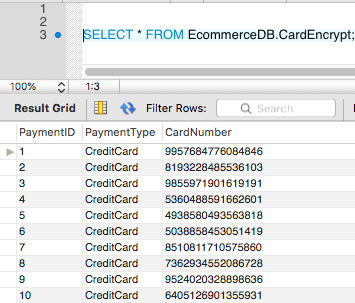 1
2
3 SELECT * FROM EcommerceDB.CardEncrypt;
100% 1:3
Result Grid Filter Rows: Search
PaymentID PaymentType CardNumber
1 CreditCard 9957684776084846
2 CreditCard 8193228485536103
3 CreditCard 9855971901619191
4 CreditCard 5360488591662601
5 CreditCard 4938580493563818
6 CreditCard 5038858453051419
7 CreditCard 8510811710575860
8 CreditCard 7362934552086728
9 CreditCard 9524020328898636
10 CreditCard 6405126901355931